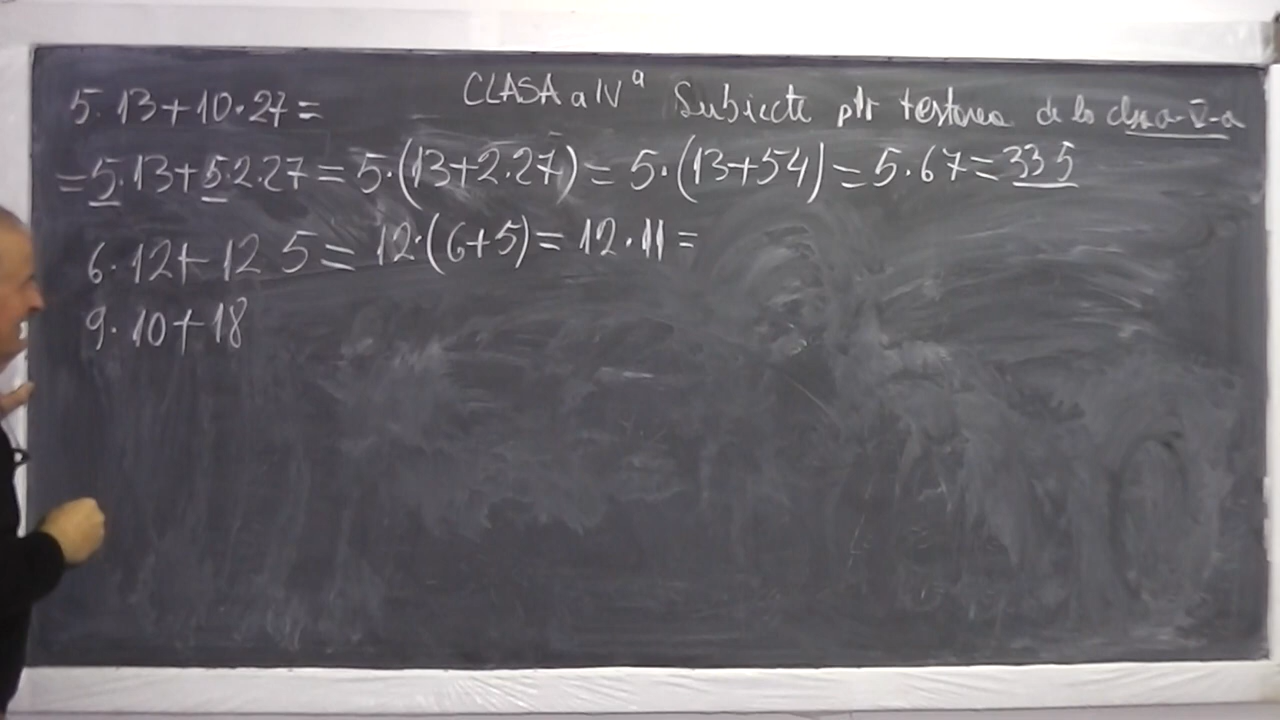 CLASA a IVª Subiecte ptr testarea de la clasa-V-a
5·13+10·27=
=5·13+5·2·27=5·(13+2·27)=5·(13+54)=5·67=335
6·12+12 5=12·(6+5)=12·11=
9·10+18